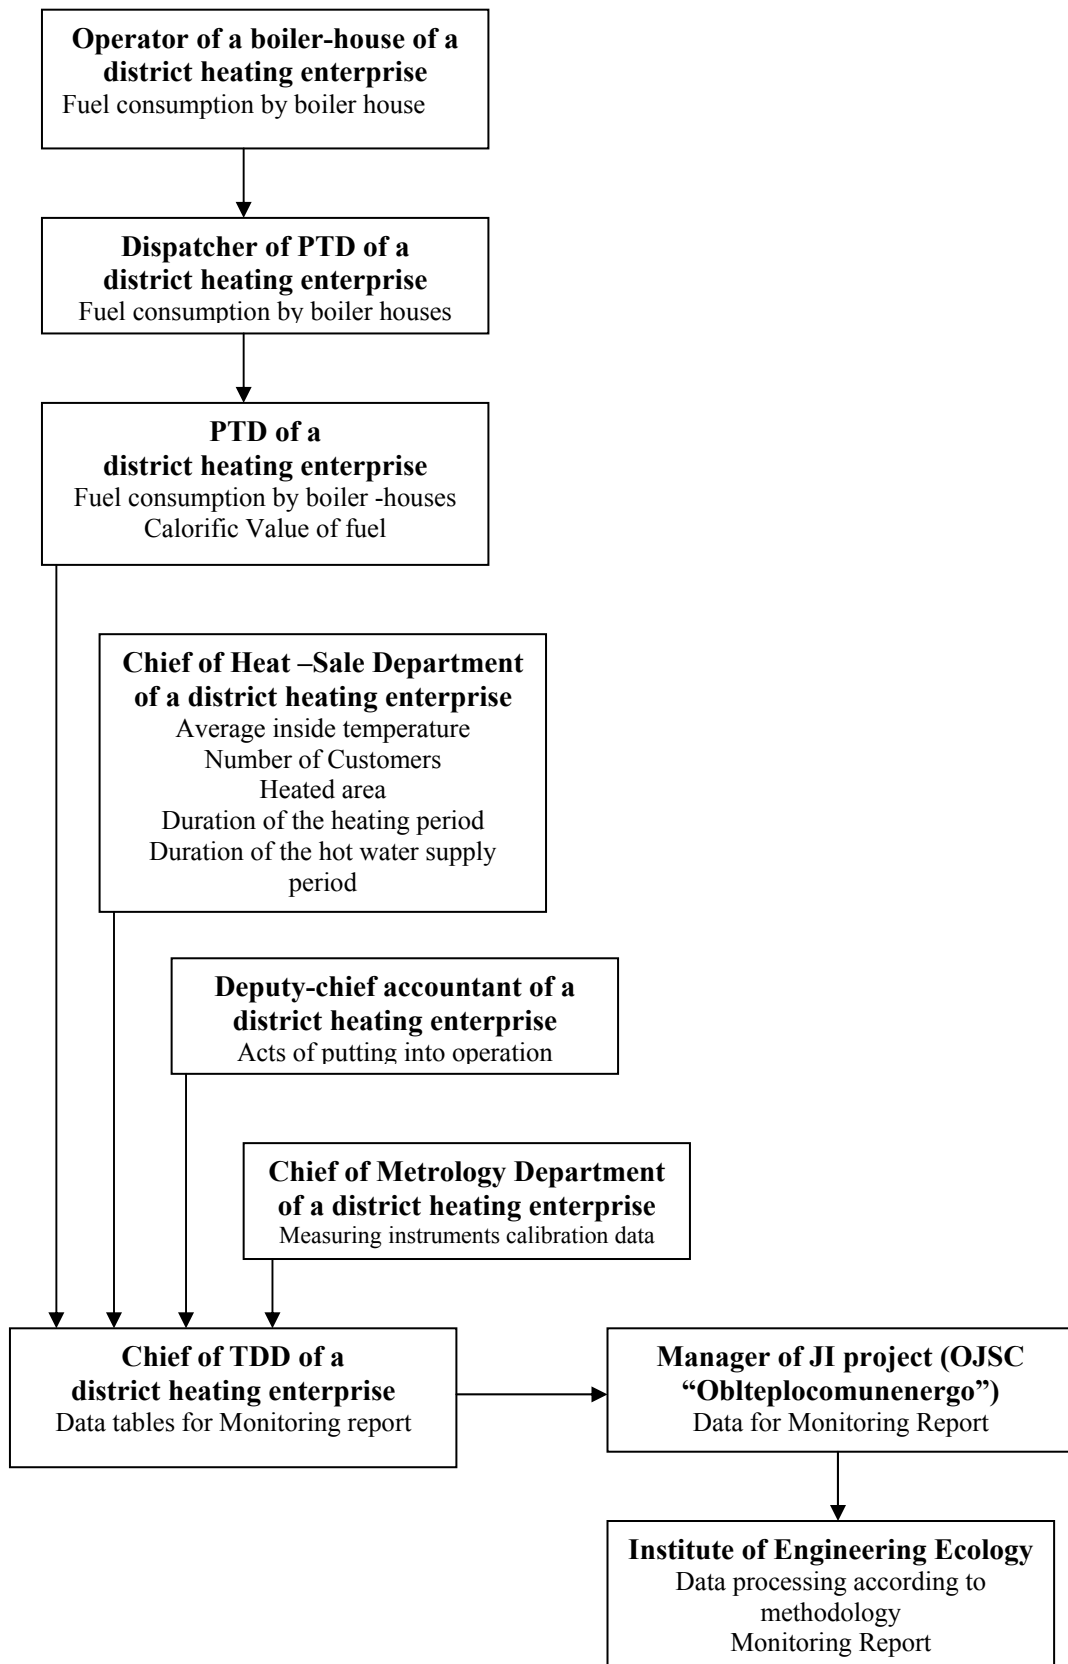 Operator of a boiler-house of a
district heating enterprise
Fuel consumption by boiler house
Dispatcher of PTD of a
district heating enterprise
Fuel consumption by boiler houses
PTD of a
district heating enterprise
Fuel consumption by boiler -houses
Calorific Value of fuel
Chief of Heat –Sale Department
of a district heating enterprise
Average inside temperature
Number of Customers
Heated area
Duration of the heating period
Duration of the hot water supply
period
Deputy-chief accountant of a
district heating enterprise
Acts of putting into operation
Chief of Metrology Department
of a district heating enterprise
Measuring instruments calibration data
Chief of TDD of a
district heating enterprise
Data tables for Monitoring report
Manager of JI project (OJSC
“Oblteplocomunenergo”)
Data for Monitoring Report
Institute of Engineering Ecology
Data processing according to
methodology
Monitoring Report